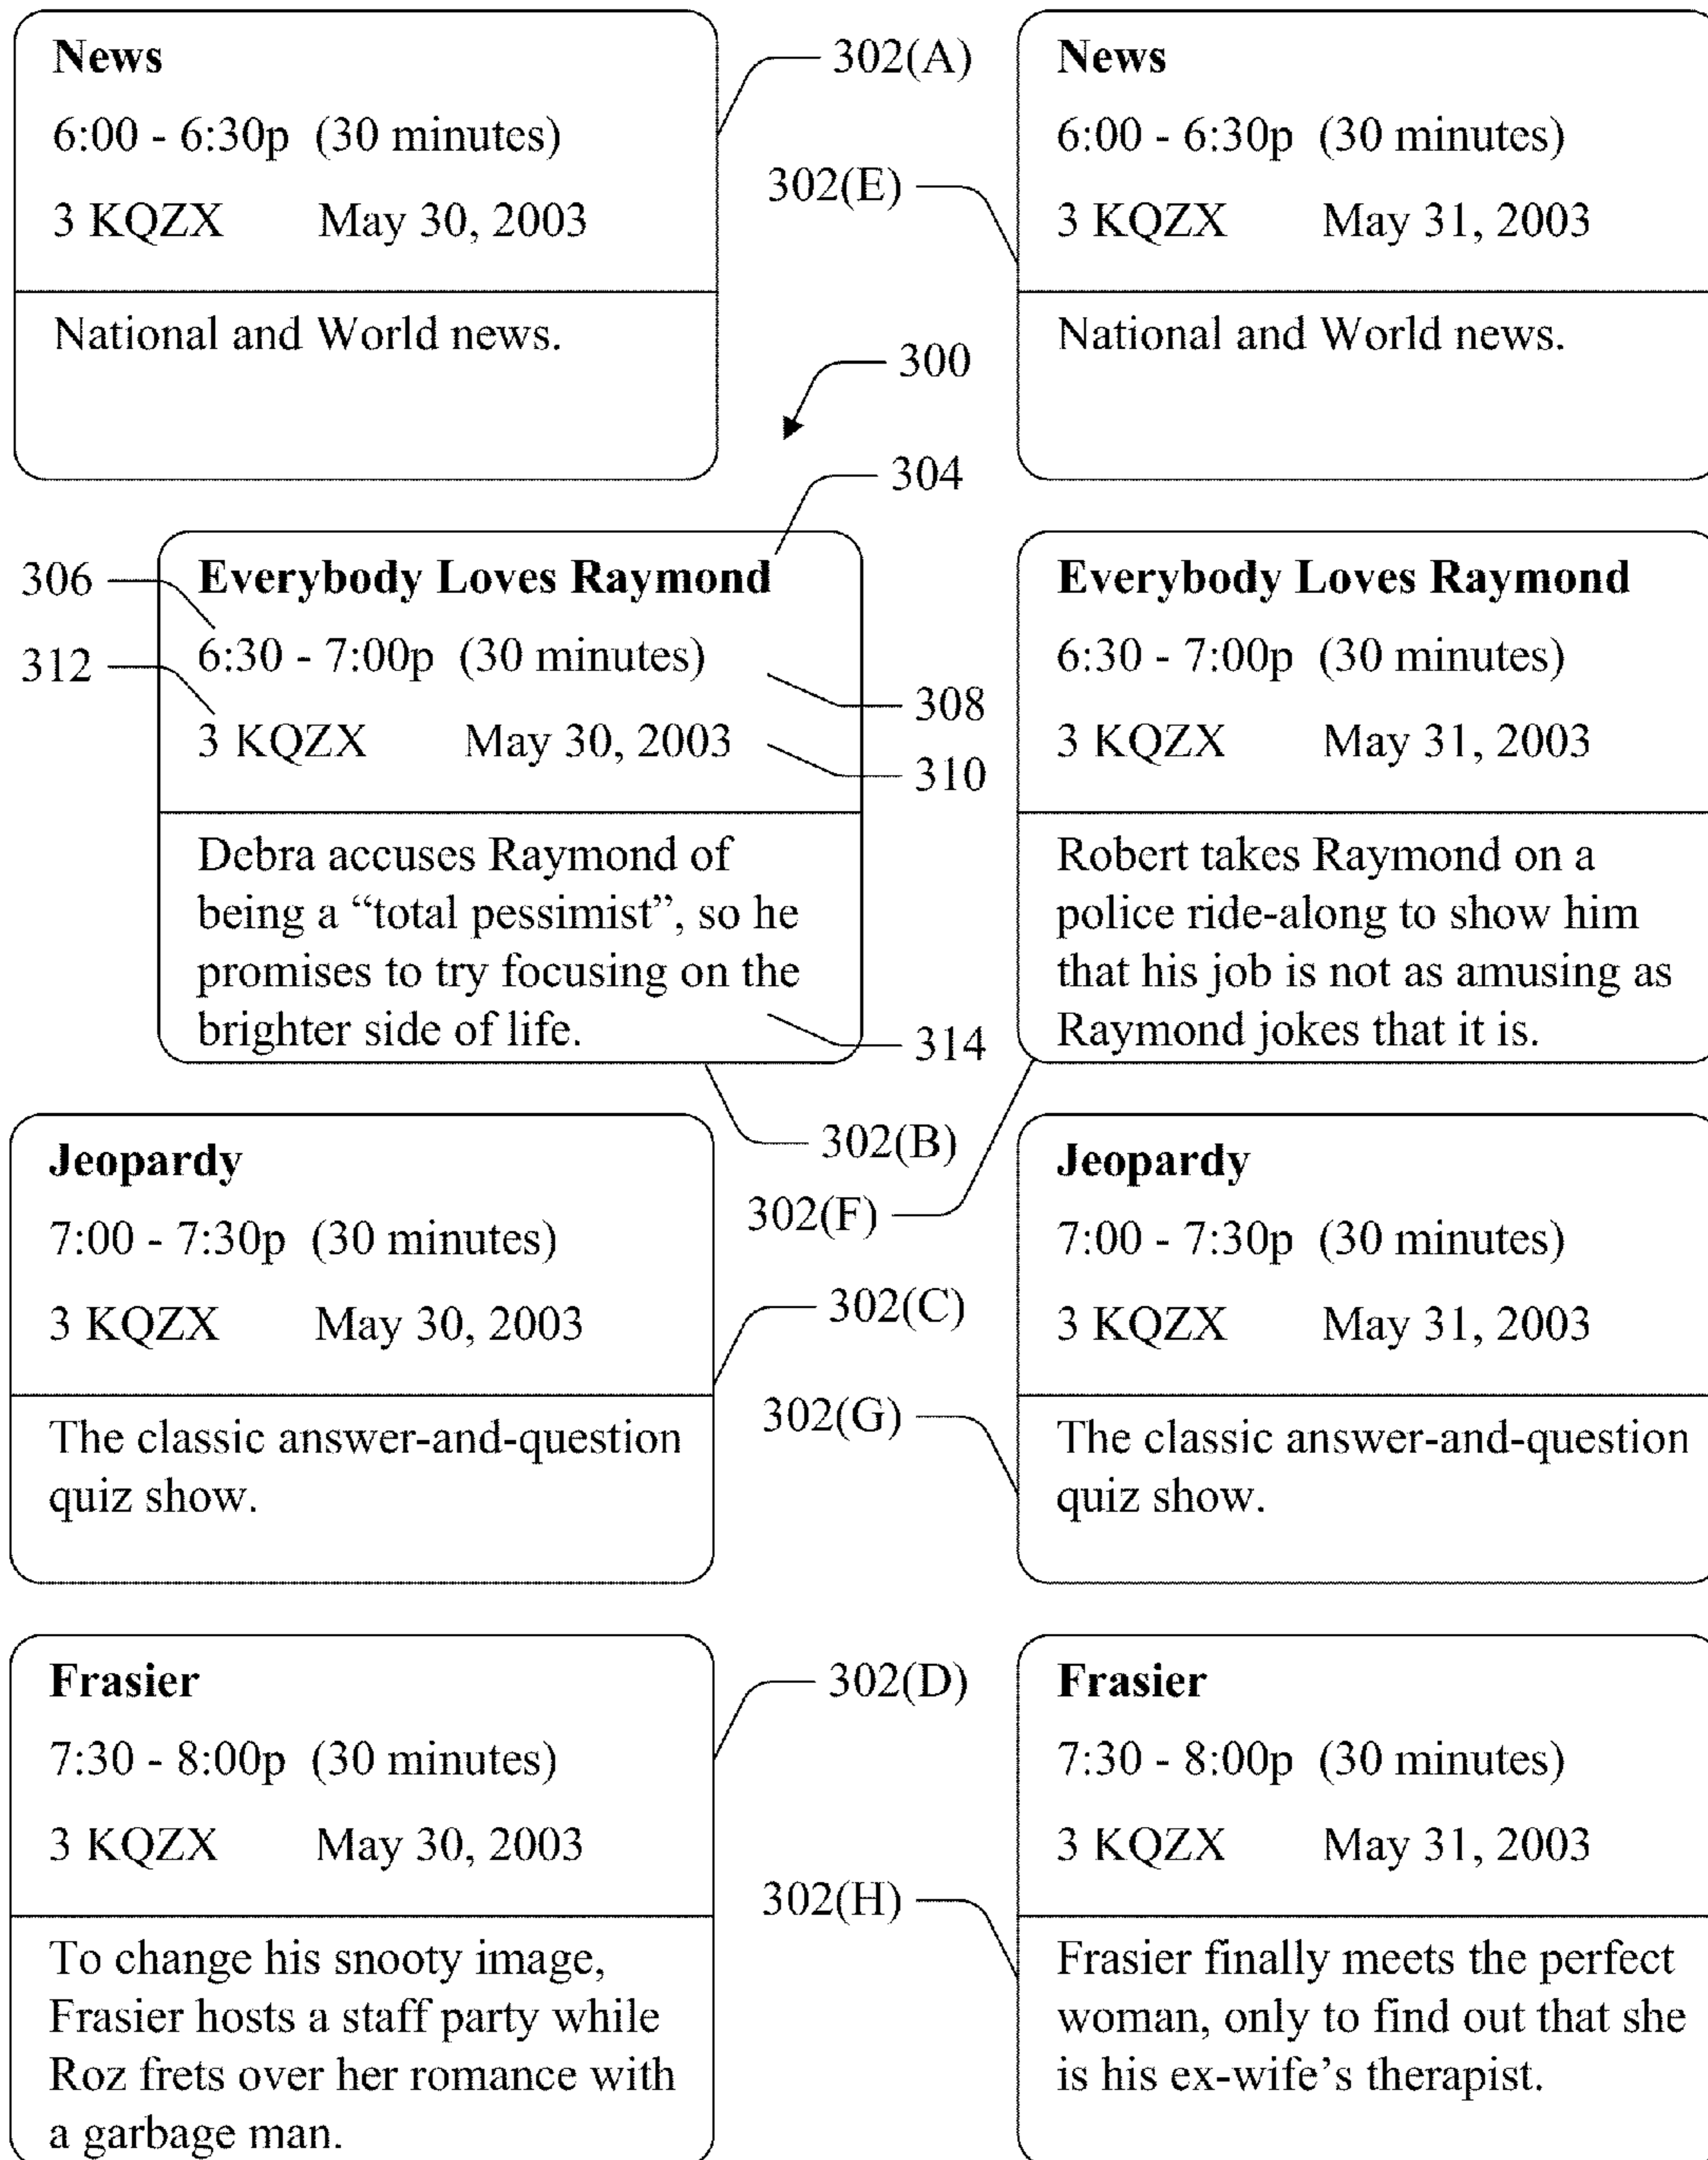 News
6:00 - 6:30p (30 minutes)
3 KQZX May 30, 2003
National and World news.
302(A)
302(E)
News
6:00 - 6:30p (30 minutes)
3 KQZX May 31, 2003
National and World news.
300
304
306
312
Everybody Loves Raymond
6:30 - 7:00p (30 minutes)
3 KQZX May 30, 2003
Debra accuses Raymond of
being a “total pessimist”, so he
promises to try focusing on the
brighter side of life.
308
310
314
302(B)
Everybody Loves Raymond
6:30 - 7:00p (30 minutes)
3 KQZX May 31, 2003
Robert takes Raymond on a
police ride-along to show him
that his job is not as amusing as
Raymond jokes that it is.
302(F)
Jeopardy
7:00 - 7:30p (30 minutes)
3 KQZX May 30, 2003
The classic answer-and-question
quiz show.
302(C)
302(G)
Jeopardy
7:00 - 7:30p (30 minutes)
3 KQZX May 31, 2003
The classic answer-and-question
quiz show.
Frasier
7:30 - 8:00p (30 minutes)
3 KQZX May 30, 2003
To change his snooty image,
Frasier hosts a staff party while
Roz frets over her romance with
a garbage man.
302(D)
302(H)
Frasier
7:30 - 8:00p (30 minutes)
3 KQZX May 31, 2003
Frasier finally meets the perfect
woman, only to find out that she
is his ex-wife’s therapist.